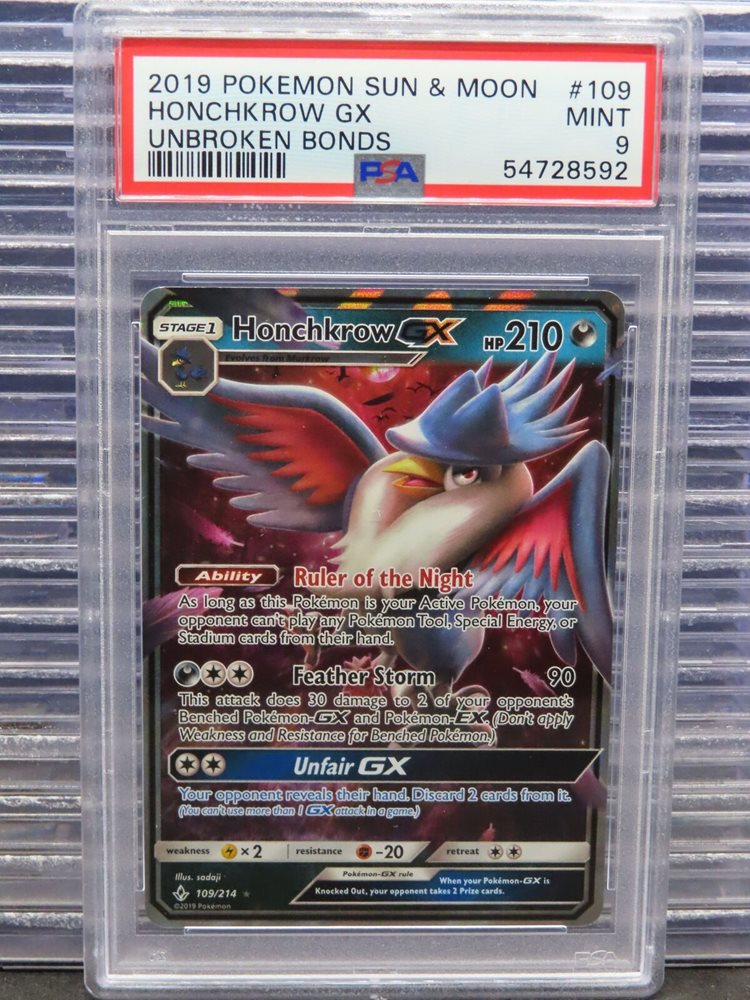 2019 POKEMON SUN & MOON #109
HONCHKROW GX MINT
UNBROKEN BONDS 9
PSA 54728592
STAGE 1 Honchkrow GX HP 210
Evolves from Murkrow
Ability Ruler of the Night
As long as this Pokémon is your Active Pokémon, your
opponent can't play any Pokémon Tool, Special Energy, or
Stadium cards from their hand.
Feather Storm 90
This attack does 30 damage to 2 of your opponent's
Benched Pokémon-GX and Pokémon-EX. (Don't apply
Weakness and Resistance for Benched Pokémon.)
Unfair GX
Your opponent reveals their hand. Discard 2 cards from it.
(You can't use more than 1 GX attack in a game.)
weakness ×2 resistance -20 retreat
Illus. sadaji
Pokémon-GX rule
When your Pokémon-GX is
Knocked Out, your opponent takes 2 Prize cards.
109/214
©2019 Pokémon
PSA